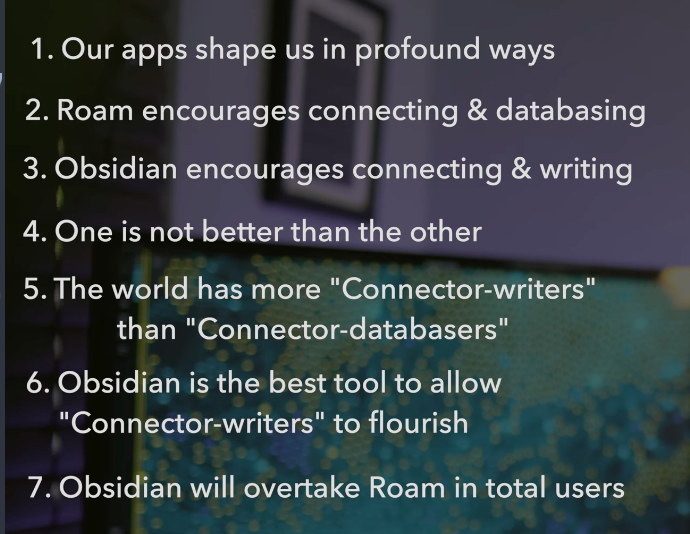 1. Our apps shape us in profound ways
2. Roam encourages connecting & databasing
3. Obsidian encourages connecting & writing
4. One is not better than the other
5. The world has more "Connector-writers"
than "Connector-databasers"
6. Obsidian is the best tool to allow
"Connector-writers" to flourish
7. Obsidian will overtake Roam in total users